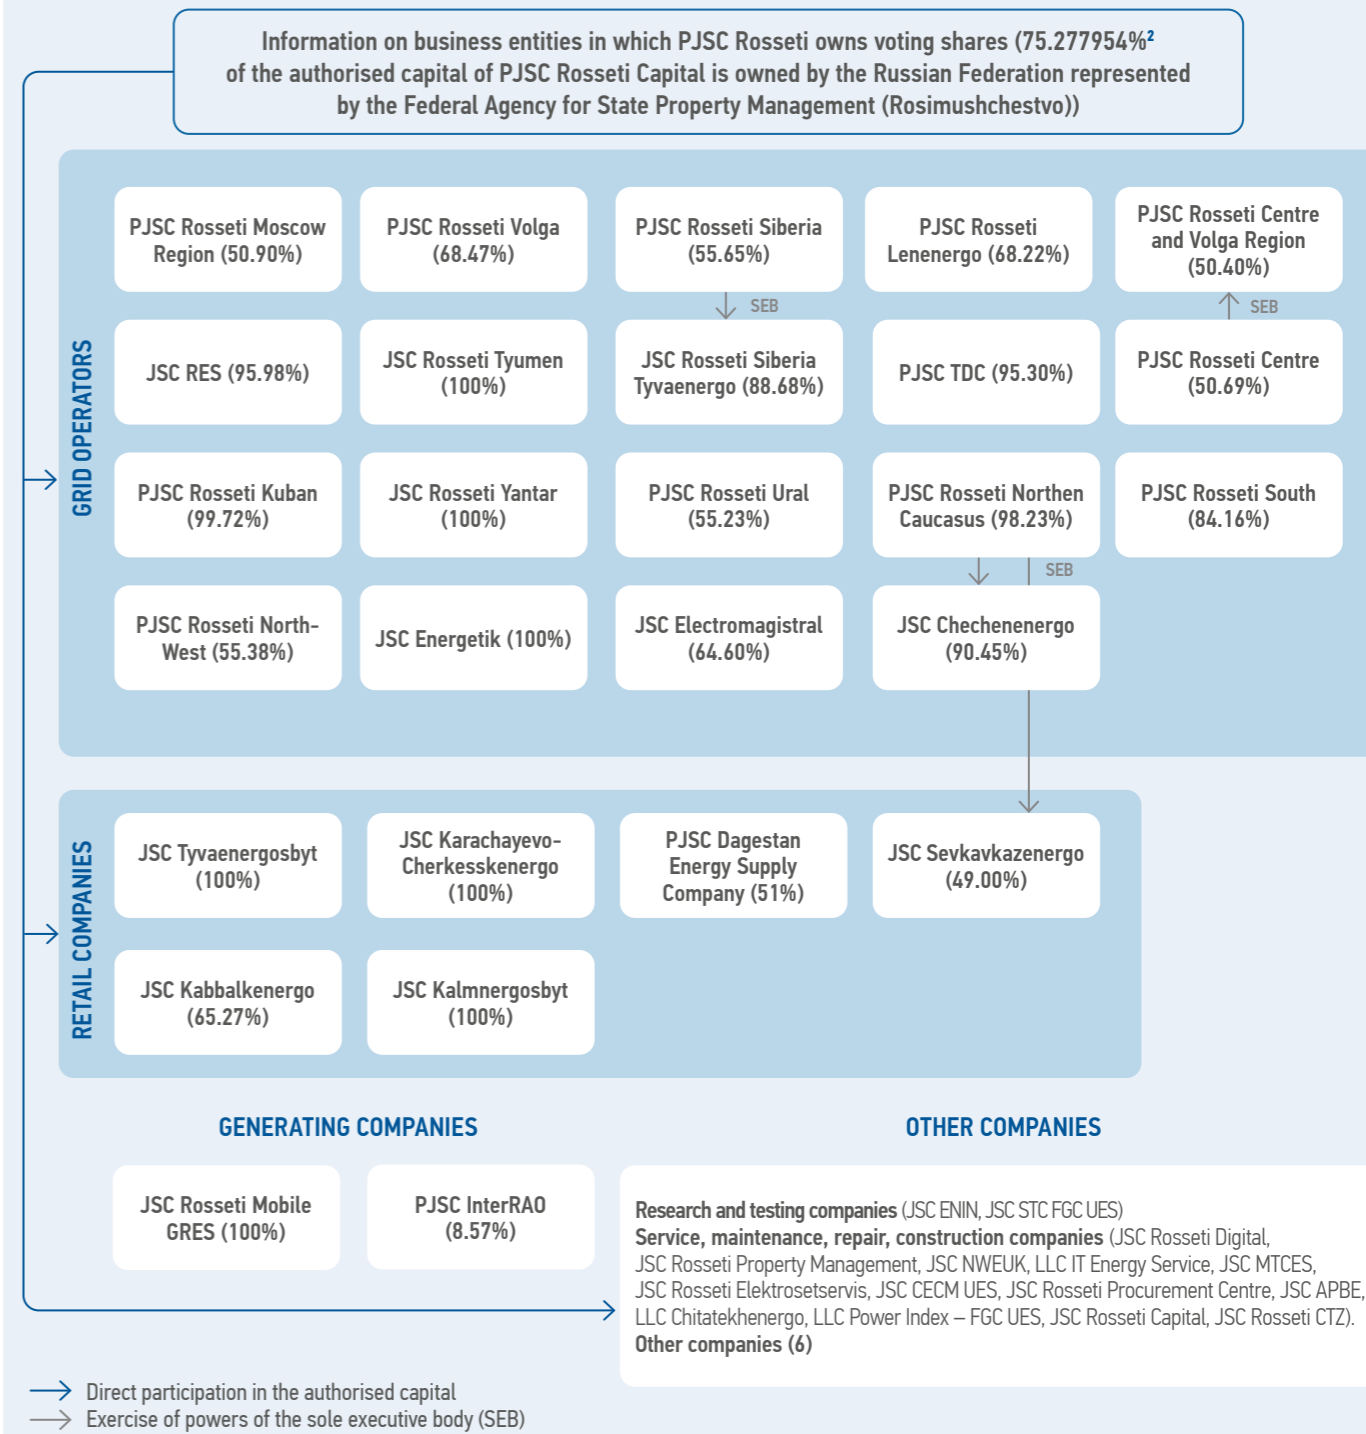 Information on business entities in which PJSC Rosseti owns voting shares (75.277954%²
of the authorised capital of PJSC Rosseti Capital is owned by the Russian Federation represented
by the Federal Agency for State Property Management (Rosimushchestvo))
GRID OPERATORS
PJSC Rosseti Moscow
Region (50.90%)
PJSC Rosseti Volga
(68.47%)
PJSC Rosseti Siberia
(55.65%)
PJSC Rosseti
Lenenergo (68.22%)
PJSC Rosseti Centre
and Volga Region
(50.40%)
SEB
SEB
JSC RES (95.98%)
JSC Rosseti Tyumen
(100%)
JSC Rosseti Siberia
Tyvaenergo (88.68%)
PJSC TDC (95.30%)
PJSC Rosseti Centre
(50.69%)
PJSC Rosseti Kuban
(99.72%)
JSC Rosseti Yantar
(100%)
PJSC Rosseti Ural
(55.23%)
PJSC Rosseti Northen
Caucasus (98.23%)
PJSC Rosseti South
(84.16%)
SEB
PJSC Rosseti North-
West (55.38%)
JSC Energetik (100%)
JSC Electromagistral
(64.60%)
JSC Chechenenergo
(90.45%)
RETAIL COMPANIES
JSC Tyvaenergosbyt
(100%)
JSC Karachayevo-
Cherkesskenergo
(100%)
PJSC Dagestan
Energy Supply
Company (51%)
JSC Sevkavkazenergo
(49.00%)
JSC Kabbalkenergo
(65.27%)
JSC Kalmnergosbyt
(100%)
GENERATING COMPANIES
JSC Rosseti Mobile
GRES (100%)
PJSC InterRAO
(8.57%)
OTHER COMPANIES
Research and testing companies (JSC ENIN, JSC STC FGC UES)
Service, maintenance, repair, construction companies (JSC Rosseti Digital,
JSC Rosseti Property Management, JSC NWEUK, LLC IT Energy Service, JSC MTCES,
JSC Rosseti Elektrosetservis, JSC CECM UES, JSC Rosseti Procurement Centre, JSC APBE,
LLC Chitatekhenergo, LLC Power Index – FGC UES, JSC Rosseti Capital, JSC Rosseti CTZ).
Other companies (6)
Direct participation in the authorised capital
Exercise of powers of the sole executive body (SEB)